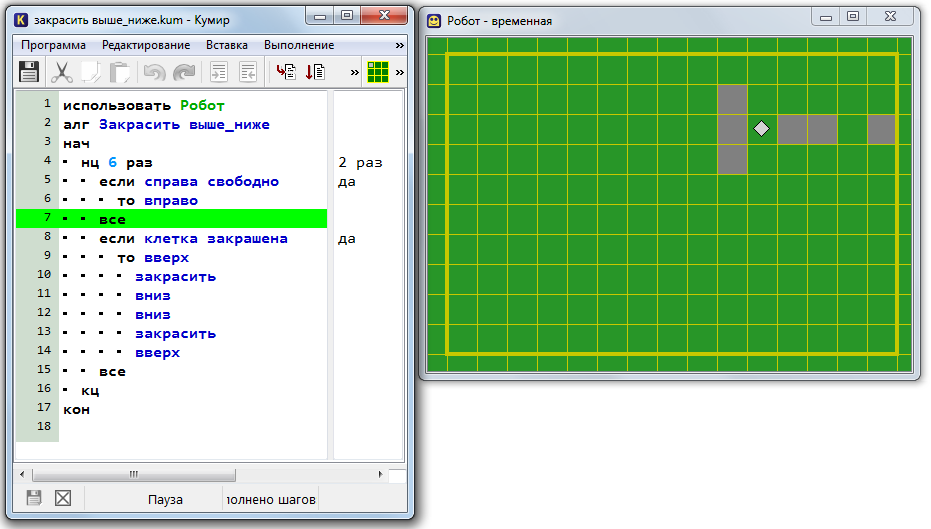 закрасить выше_ниже.kum - Кумир
Программа Редактирование Вставка Выполнение »
» »
1 использовать Робот
2 алг Закрасить выше_ниже
3 нач
4 нц 6 раз 2 раз
5 если справа свободно да
6 то вправо
7 все
8 если клетка закрашена да
9 то вверх
10 закрасить
11 вниз
12 вниз
13 закрасить
14 вверх
15 все
16 кц
17 кон
18
Пауза олнено шагов
Робот - временная